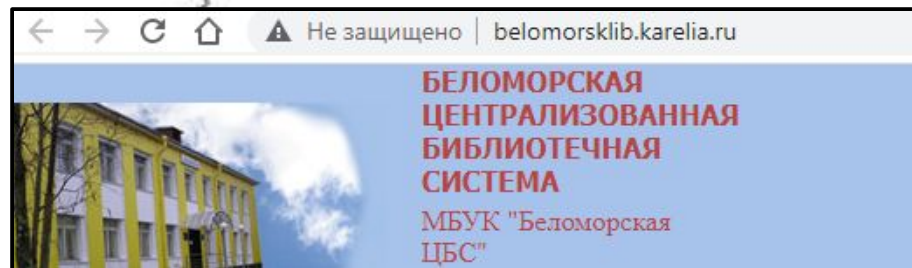 Не защищено | belomorsklib.karelia.ru
БЕЛОМОРСКАЯ
ЦЕНТРАЛИЗОВАННАЯ
БИБЛИОТЕЧНАЯ
СИСТЕМА
МБУК "Беломорская
ЦБС"